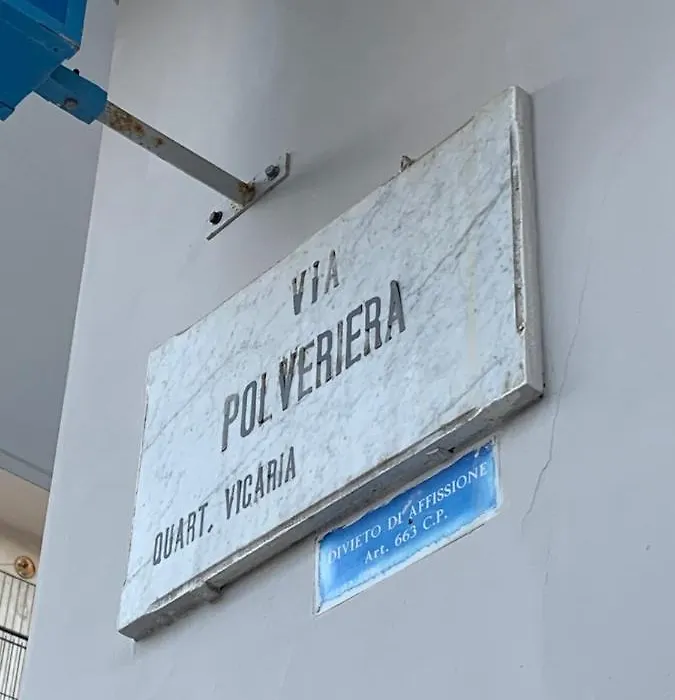 VIA
POLVERIERA
QUART. VICARIA
DIVIETO DI AFFISSIONE
Art. 663 C.P.